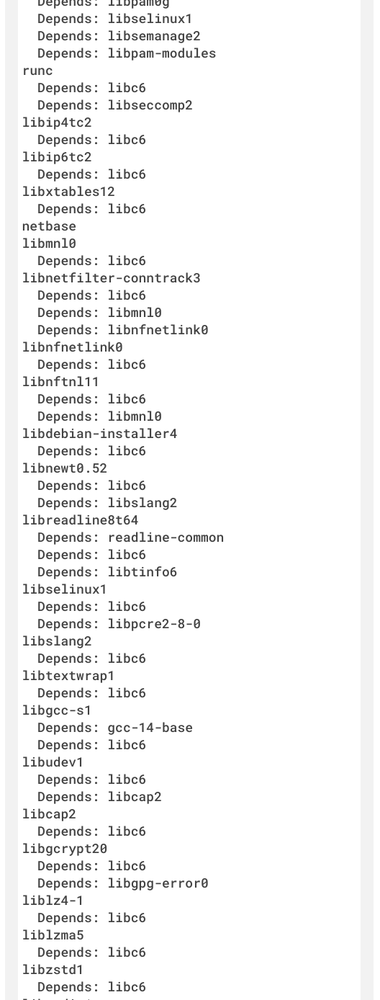 Depends: libpam0g
Depends: libselinux1
Depends: libsemanage2
Depends: libpam-modules
runc
Depends: libc6
Depends: libseccomp2
libip4tc2
Depends: libc6
libip6tc2
Depends: libc6
libxtables12
Depends: libc6
netbase
libmnl0
Depends: libc6
libnetfilter-conntrack3
Depends: libc6
Depends: libmnl0
Depends: libnfnetlink0
libnfnetlink0
Depends: libc6
libnftnl11
Depends: libc6
Depends: libmnl0
libdebian-installer4
Depends: libc6
libnewt0.52
Depends: libc6
Depends: libslang2
libreadline8t64
Depends: readline-common
Depends: libc6
Depends: libtinfo6
libselinux1
Depends: libc6
Depends: libpcre2-8-0
libslang2
Depends: libc6
libtextwrap1
Depends: libc6
libgcc-s1
Depends: gcc-14-base
Depends: libc6
libudev1
Depends: libc6
Depends: libcap2
libcap2
Depends: libc6
libgcrypt20
Depends: libc6
Depends: libgpg-error0
liblz4-1
Depends: libc6
liblzma5
Depends: libc6
libzstd1
Depends: libc6